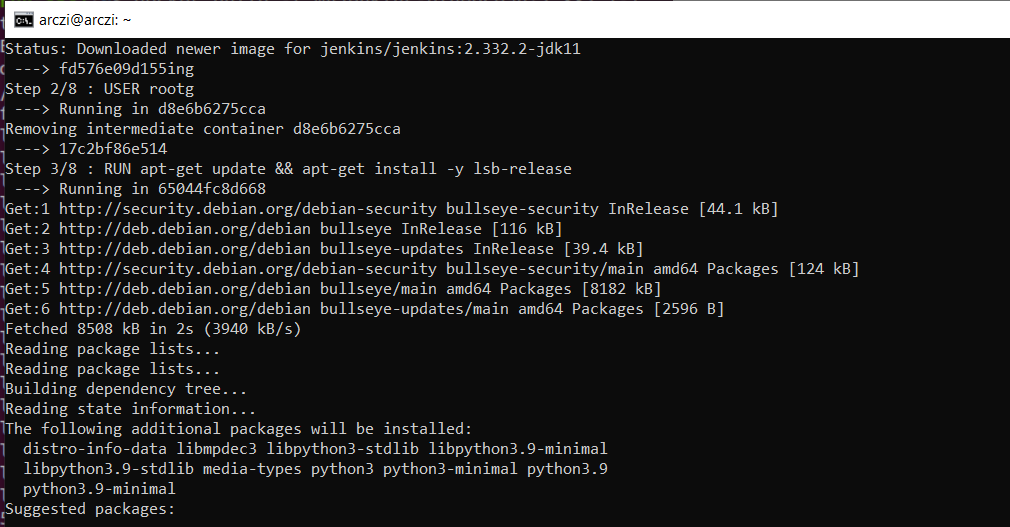 arczi@arczi: ~
Status: Downloaded newer image for jenkins/jenkins:2.332.2-jdk11
 ---> fd576e09d155ing
Step 2/8 : USER rootg
 ---> Running in d8e6b6275cca
Removing intermediate container d8e6b6275cca
 ---> 17c2bf86e514
Step 3/8 : RUN apt-get update && apt-get install -y lsb-release
 ---> Running in 65044fc8d668
Get:1 http://security.debian.org/debian-security bullseye-security InRelease [44.1 kB]
Get:2 http://deb.debian.org/debian bullseye InRelease [116 kB]
Get:3 http://deb.debian.org/debian bullseye-updates InRelease [39.4 kB]
Get:4 http://security.debian.org/debian-security bullseye-security/main amd64 Packages [124 kB]
Get:5 http://deb.debian.org/debian bullseye/main amd64 Packages [8182 kB]
Get:6 http://deb.debian.org/debian bullseye-updates/main amd64 Packages [2596 B]
Fetched 8508 kB in 2s (3940 kB/s)
Reading package lists...
Reading package lists...
Building dependency tree...
Reading state information...
The following additional packages will be installed:
  distro-info-data libmpdec3 libpython3-stdlib libpython3.9-minimal
  libpython3.9-stdlib media-types python3 python3-minimal python3.9
  python3.9-minimal
Suggested packages: